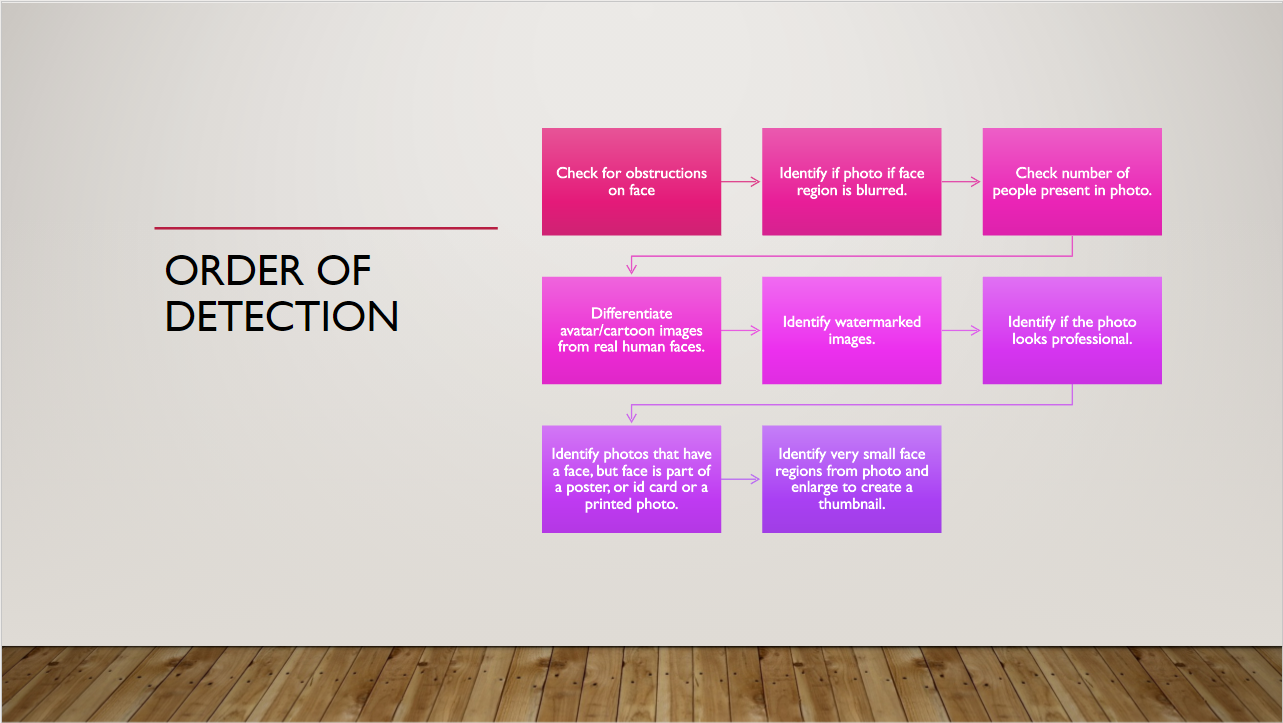 ORDER OF
DETECTION
Check for obstructions
on face
Identify if photo if face
region is blurred.
Check number of
people present in photo.
Differentiate
avatar/cartoon images
from real human faces.
Identify watermarked
images.
Identify if the photo
looks professional.
Identify photos that have
a face, but face is part of
a poster, or id card or a
printed photo.
Identify very small face
regions from photo and
enlarge to create a
thumbnail.